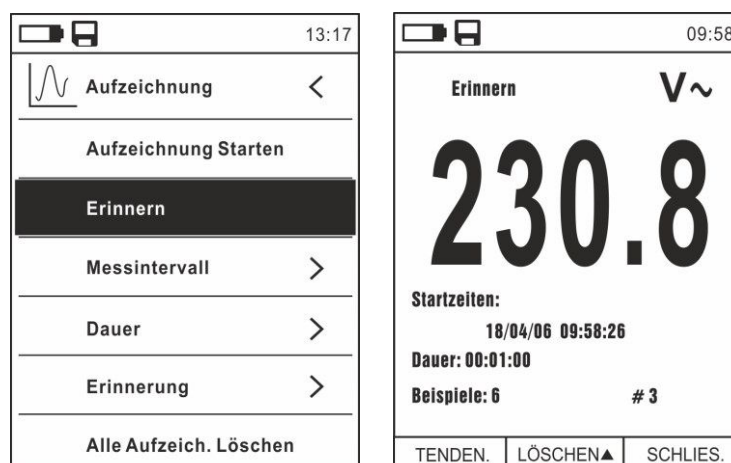 13:17
Aufzeichnung
Aufzeichnung Starten
Erinnern
Messintervall
Dauer
Erinnerung
Alle Aufzeich. Löschen
09:58
Erinnern V~
230.8
Startzeiten:
18/04/06 09:58:26
Dauer: 00:01:00
Beispiele: 6 #3
TENDEN. LÖSCHEN▲ SCHLIES.